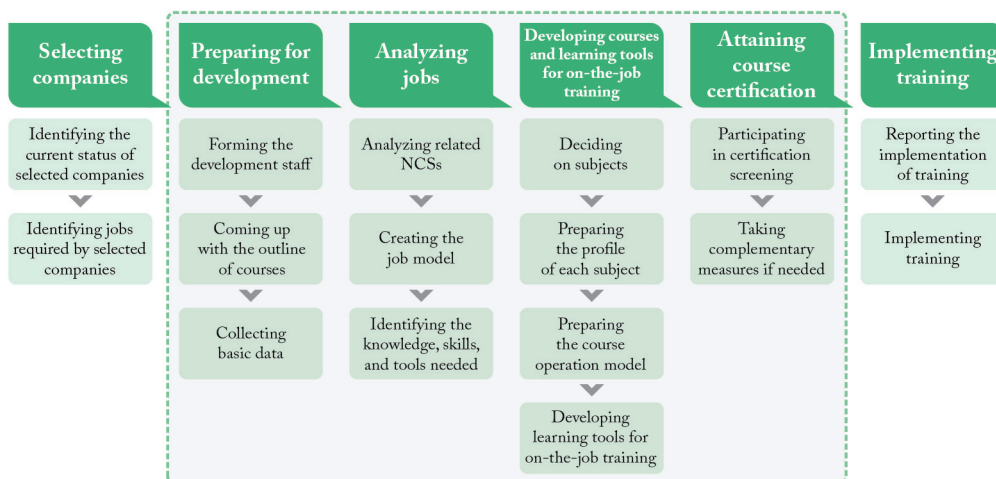 Selecting
companies
Identifying the
current status of
selected companies
Identifying jobs
required by selected
companies
Preparing for
development
Forming the
development staff
Coming up
with the outline
of courses
Collecting
basic data
Analyzing
jobs
Analyzing related
NCSs
Creating the
job model
Identifying the
knowledge, skills,
and tools needed
Developing courses
and learning tools
for on-the-job
training
Deciding
on subjects
Preparing
the profile
of each subject
Preparing
the course
operation model
Developing
learning tools for
on-the-job training
Attaining
course
certification
Participating
in certification
screening
Taking
complementary
measures if needed
Implementing
training
Reporting the
implementation
of training
Implementing
training